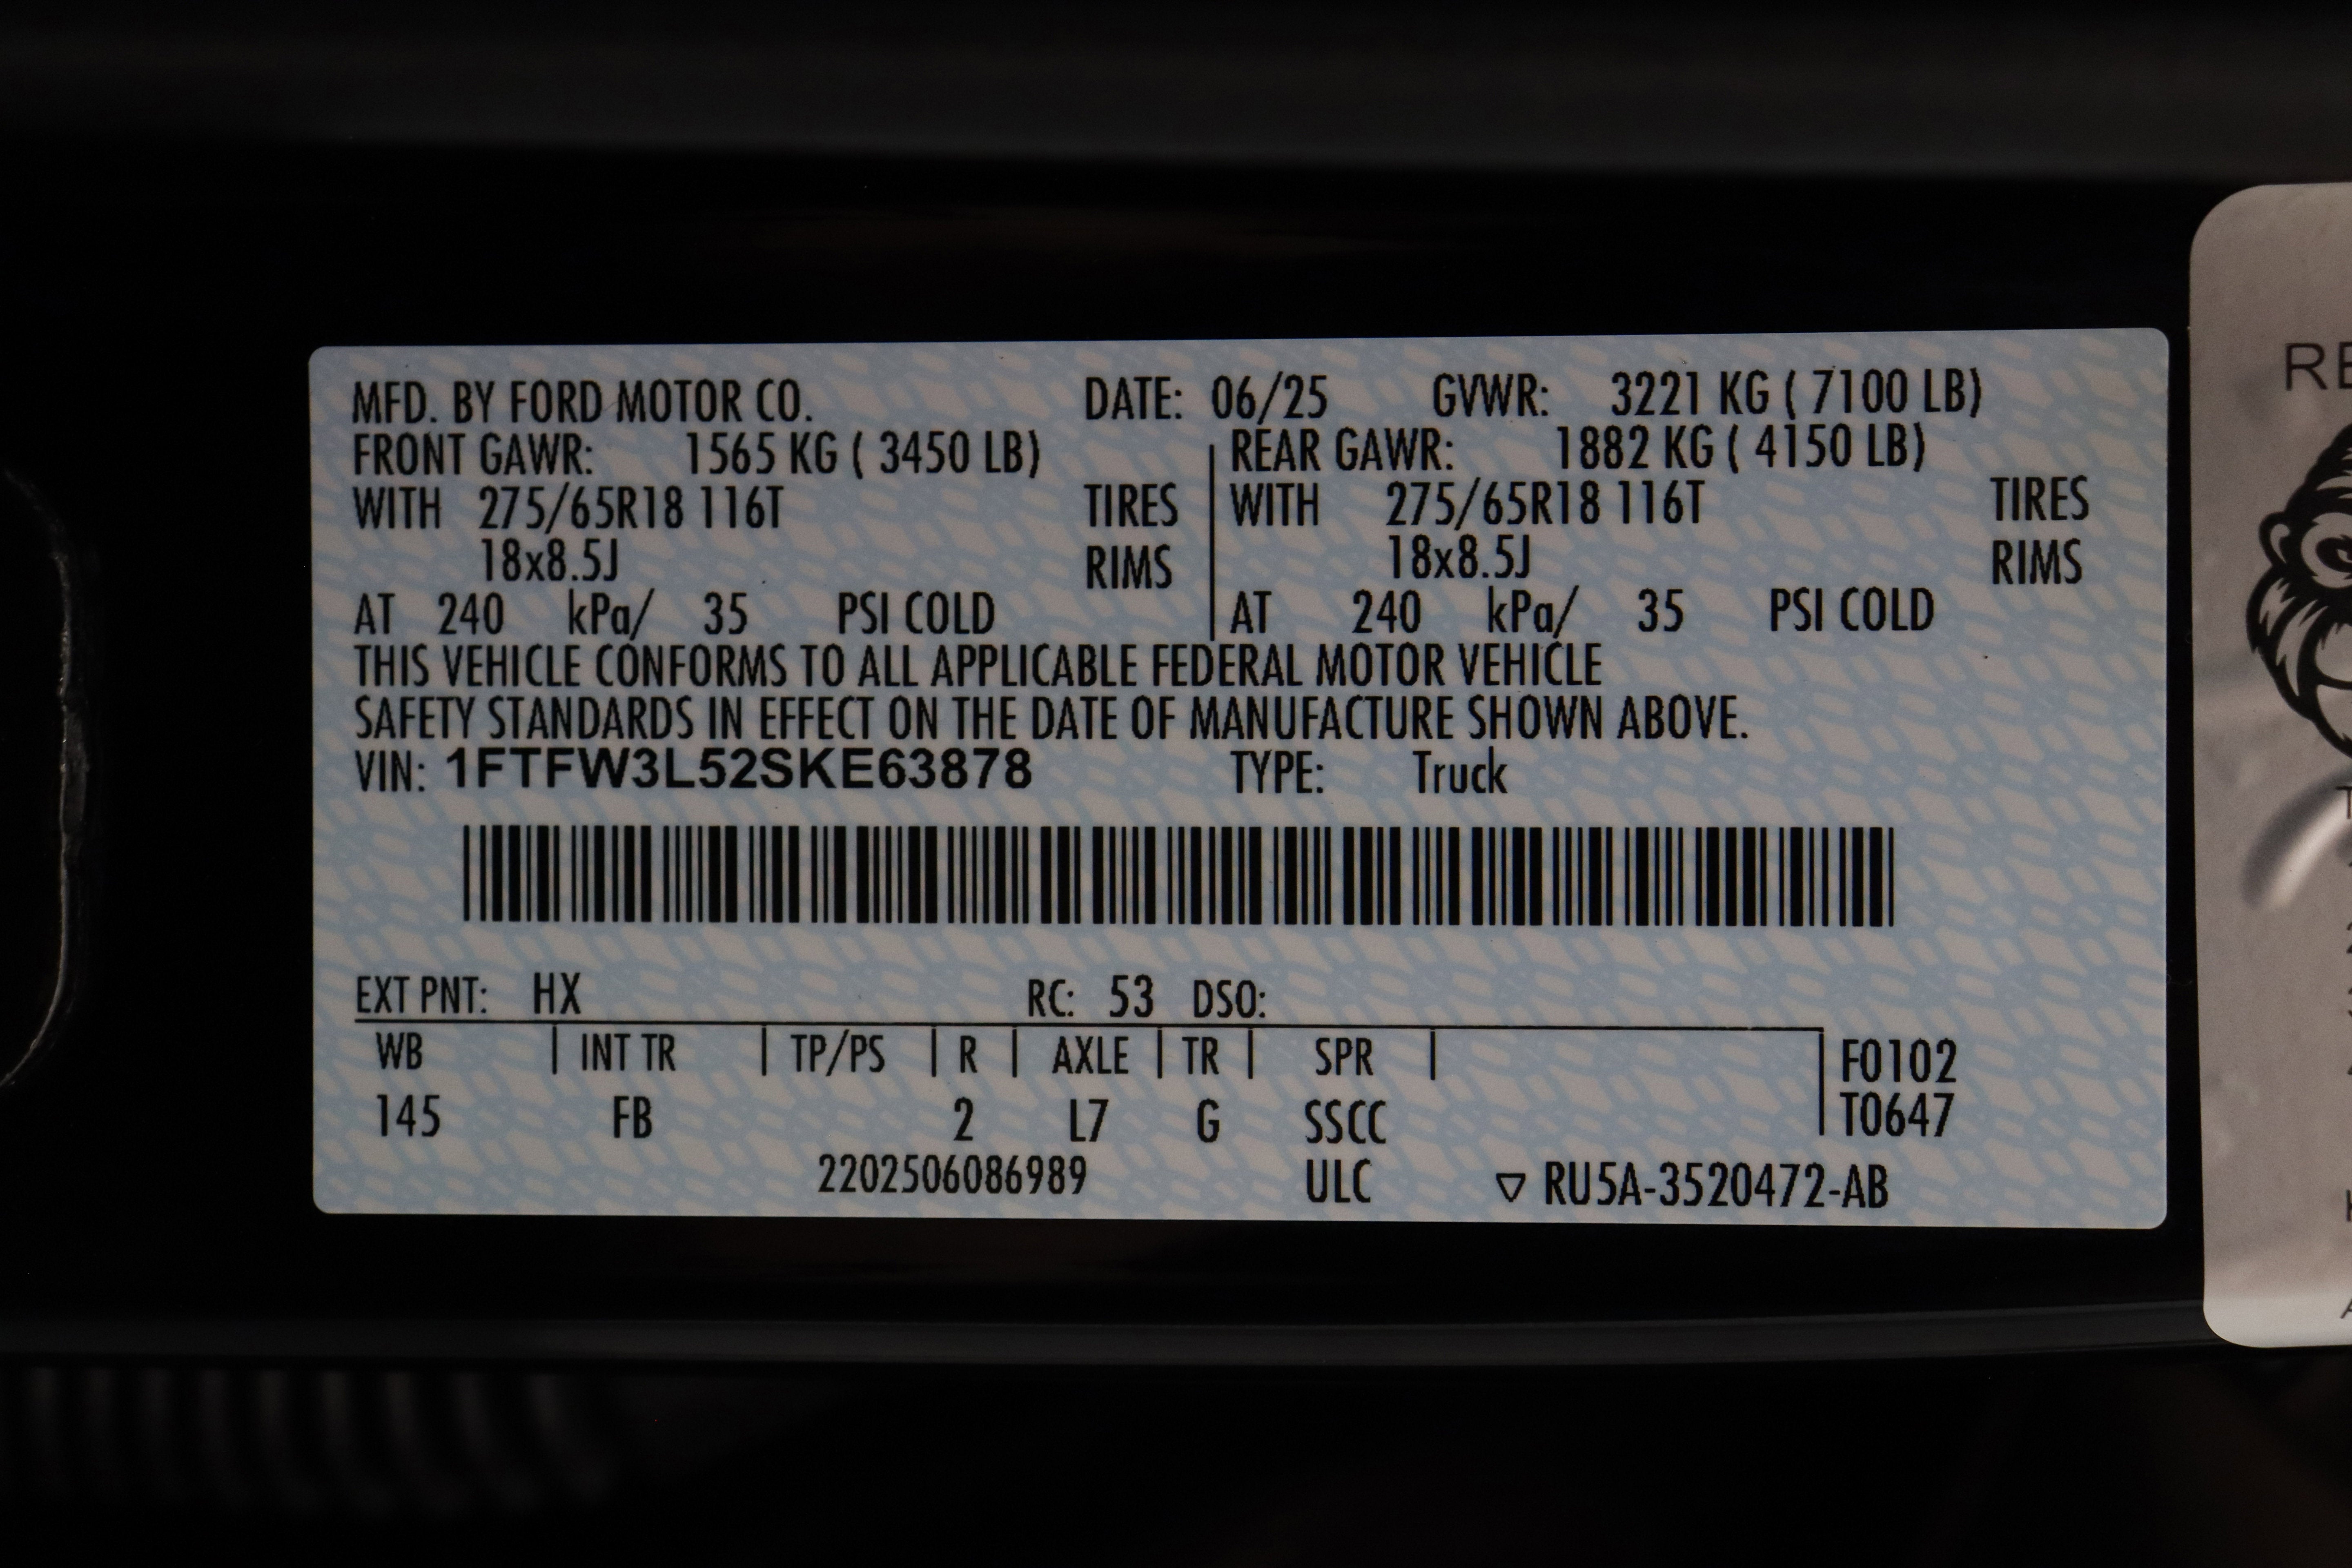 MFD. BY FORD MOTOR CO. DATE: 06/25 GVWR: 3221 KG ( 7100 LB)
FRONT GAWR: 1565 KG ( 3450 LB) REAR GAWR: 1882 KG ( 4150 LB)
WITH 275/65R18 116T TIRES WITH 275/65R18 116T TIRES
18x8.5J RIMS 18x8.5J RIMS
AT 240 kPa/ 35 PSI COLD AT 240 kPa/ 35 PSI COLD
THIS VEHICLE CONFORMS TO ALL APPLICABLE FEDERAL MOTOR VEHICLE
SAFETY STANDARDS IN EFFECT ON THE DATE OF MANUFACTURE SHOWN ABOVE.
VIN: 1FTFW3L52SKE63878 TYPE: Truck
EXT PNT: HX RC: 53 DSO:
WB | INT TR | TP/PS | R | AXLE | TR | SPR | F0102
145 FB 2 L7 G SSCC T0647
2202506086989 ULC ▽ RU5A-3520472-AB